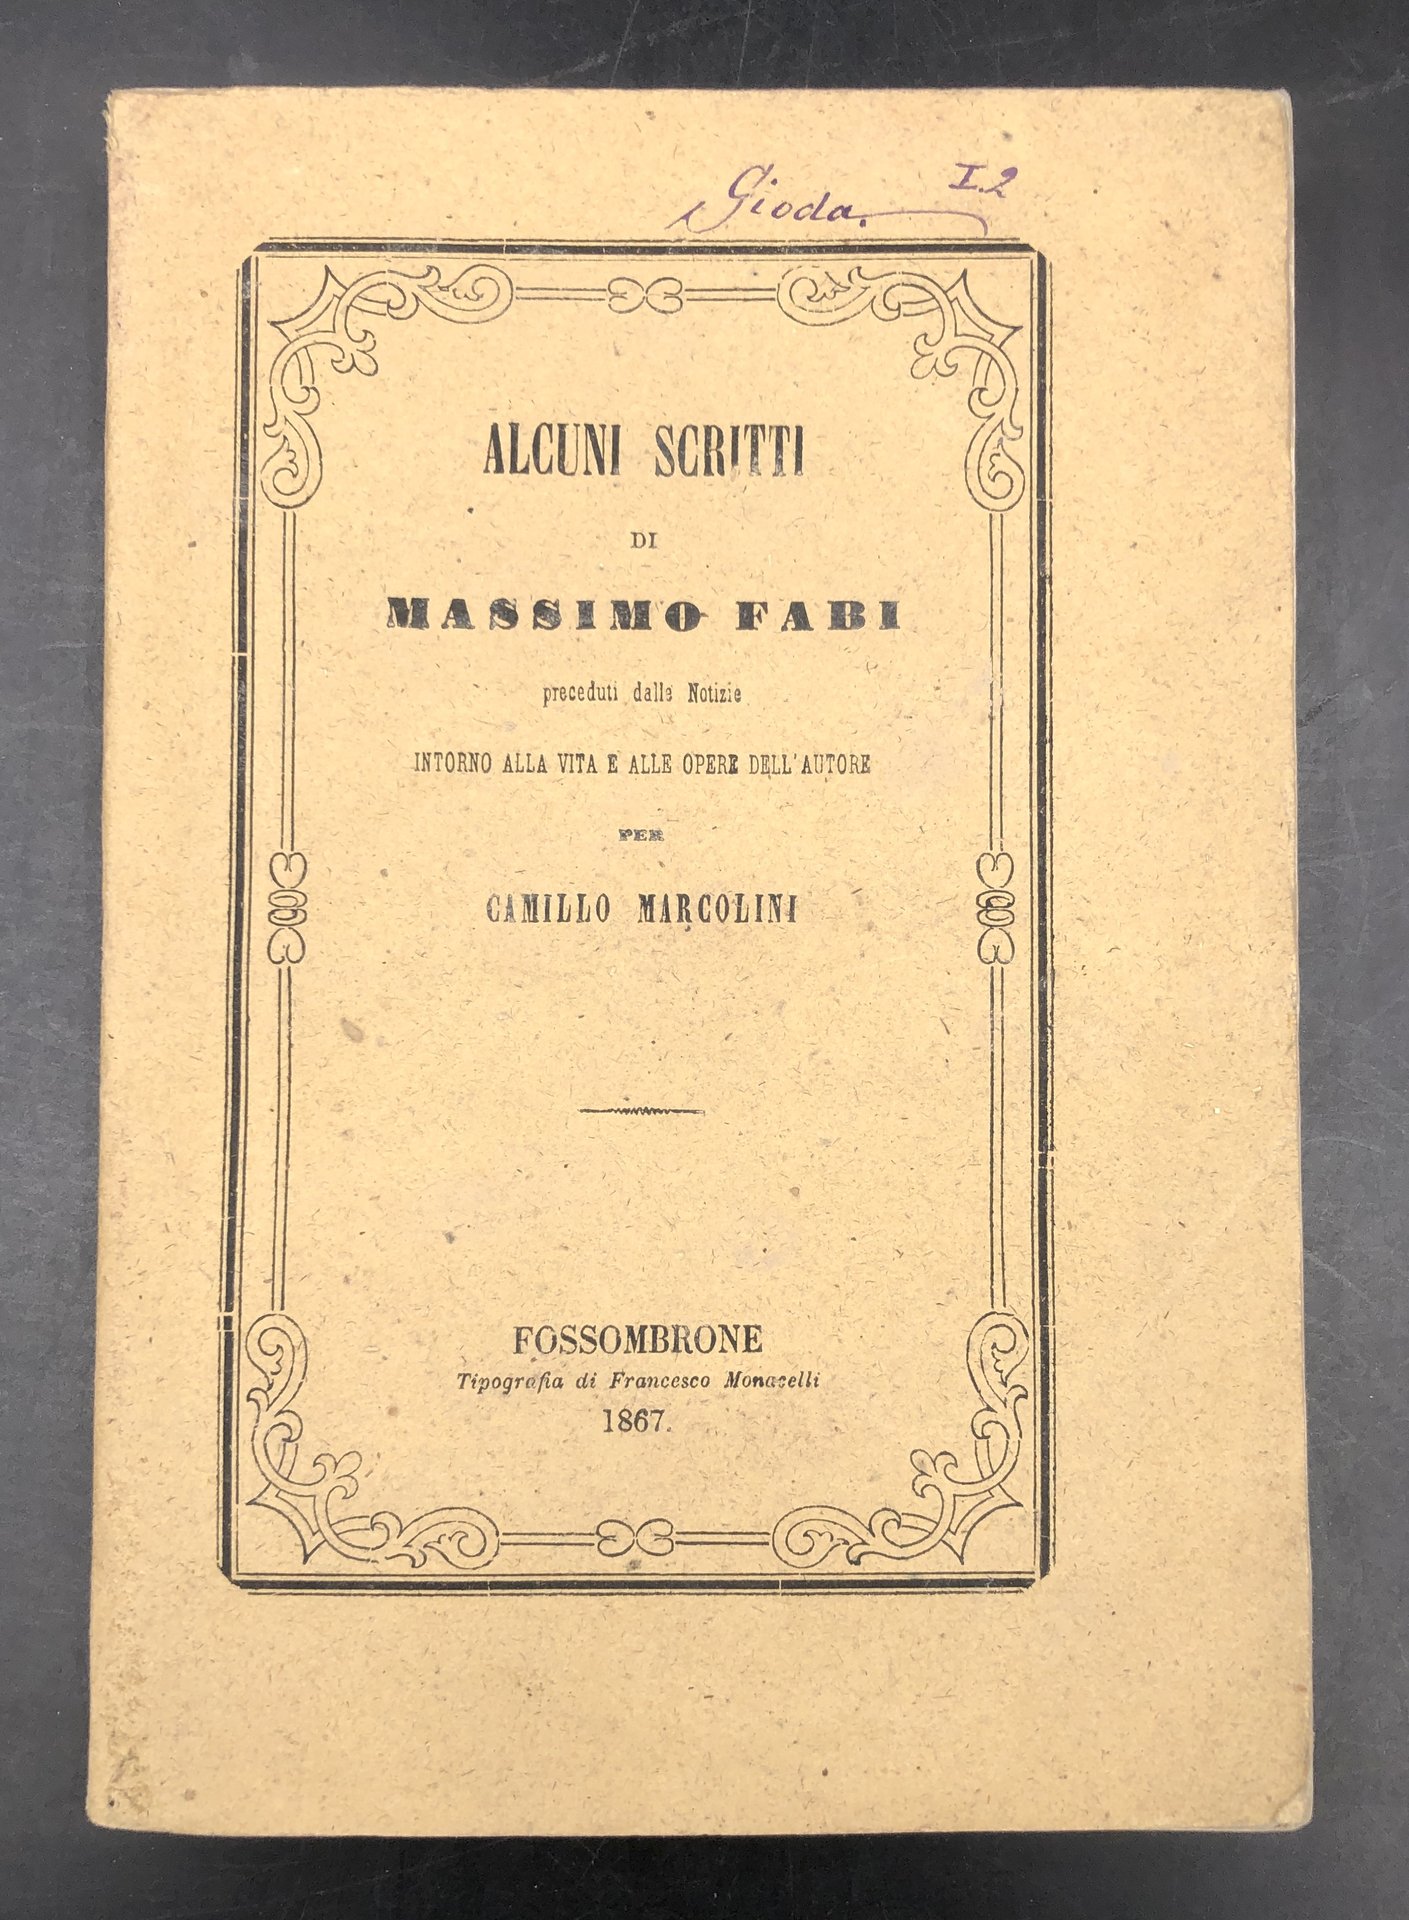 Gioda. I.2
ALCUNI SCRITTI
DI
MASSIMO FABI
preceduti dalle Notizie
INTORNO ALLA VITA E ALLE OPERE DELL'AUTORE
PER
CAMILLO MARCOLINI
FOSSOMBRONE
Tipografia di Francesco Monacelli
1867.